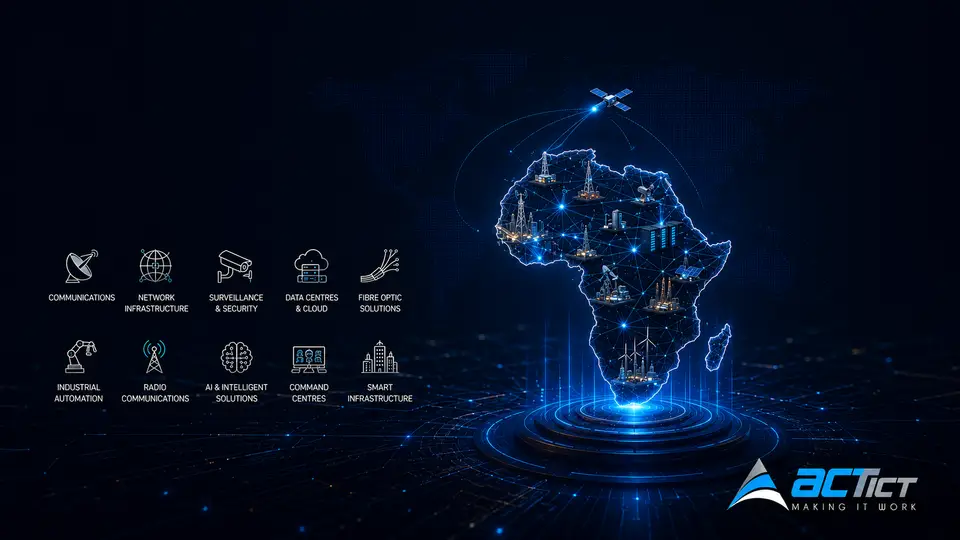 COMMUNICATIONS
NETWORK
INFRASTRUCTURE
SURVEILLANCE
& SECURITY
DATA CENTRES
& CLOUD
FIBRE OPTIC
SOLUTIONS
INDUSTRIAL
AUTOMATION
RADIO
COMMUNICATIONS
AI & INTELLIGENT
SOLUTIONS
COMMAND
CENTRES
SMART
INFRASTRUCTURE
acTict
MAKING IT WORK